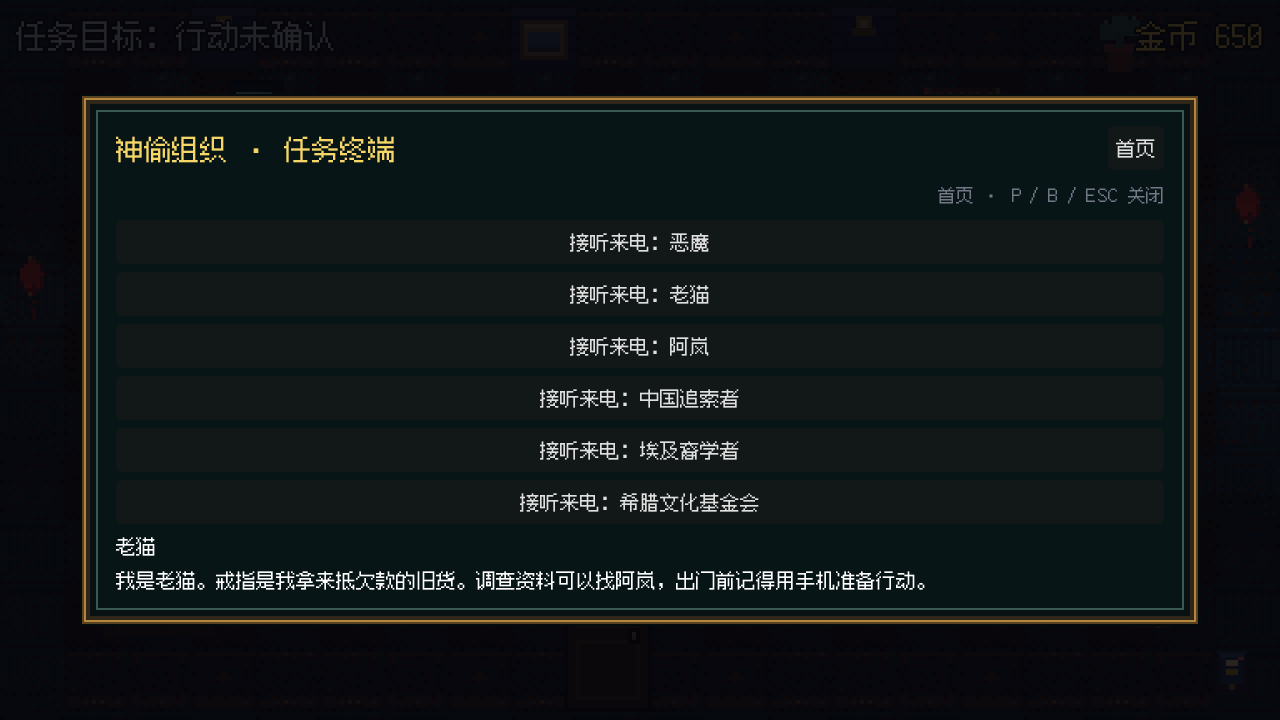 任务目标：行动未确认
金币 650
神偷组织 · 任务终端
首页
首页 · P / B / ESC 关闭
接听来电：恶魔
接听来电：老猫
接听来电：阿岚
接听来电：中国追索者
接听来电：埃及裔学者
接听来电：希腊文化基金会
老猫
我是老猫。戒指是我拿来抵欠款的旧货。调查资料可以找阿岚，出门前记得用手机准备行动。